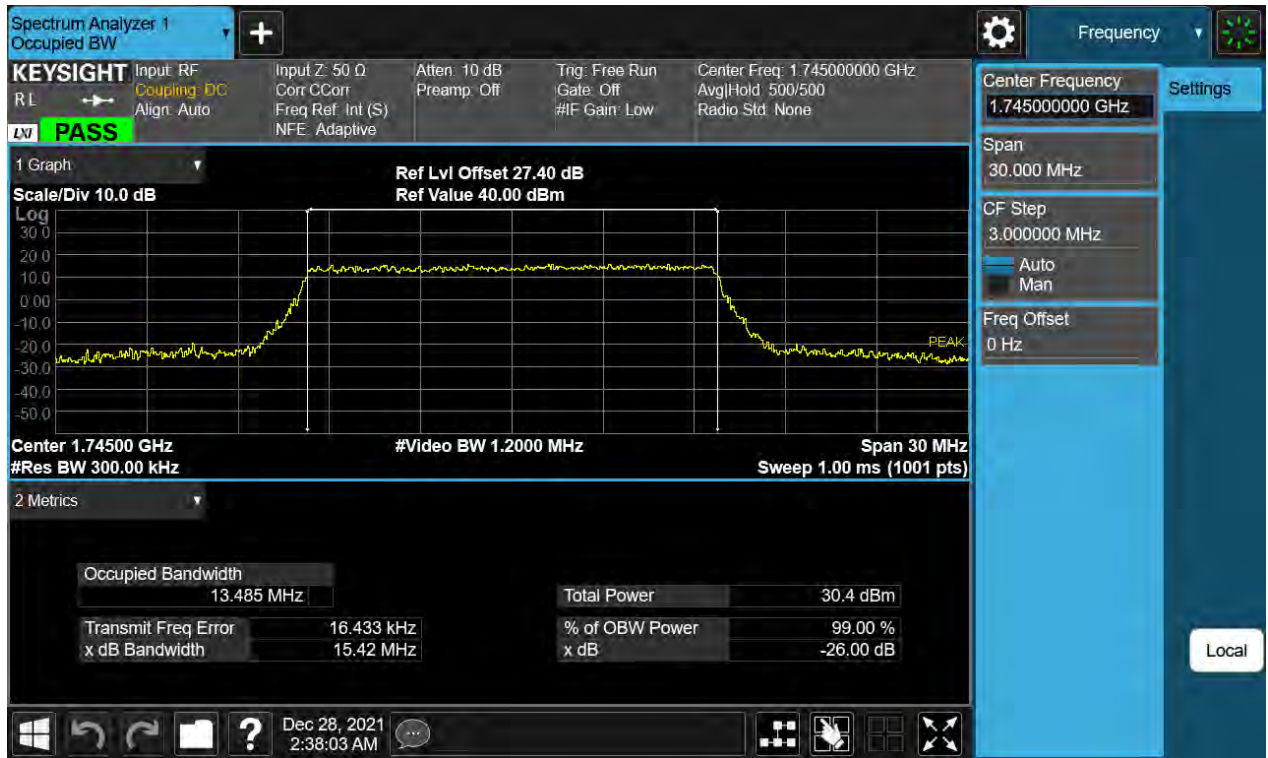 Spectrum Analyzer 1
Occupied BW
+
Frequency
KEYSIGHT
RL
LXI
PASS
Input: RF
Coupling: DC
Align: Auto
Input Z: 50 Ω
Corr CCorr
Freq Ref: Int (S)
NFE: Adaptive
Atten: 10 dB
Preamp: Off
Trig: Free Run
Gate: Off
#IF Gain: Low
Center Freq: 1.745000000 GHz
Avg|Hold: 500/500
Radio Std: None
Center Frequency
1.745000000 GHz
Settings
Span
30.000 MHz
CF Step
3.000000 MHz
Auto
Man
Freq Offset
0 Hz
Local
1 Graph
Ref Lvl Offset 27.40 dB
Scale/Div 10.0 dB
Ref Value 40.00 dBm
Log
30.0
20.0
10.0
0.00
-10.0
-20.0
-30.0
-40.0
-50.0
PEAK
Center 1.74500 GHz
#Video BW 1.2000 MHz
Span 30 MHz
#Res BW 300.00 kHz
Sweep 1.00 ms (1001 pts)
2 Metrics
Occupied Bandwidth
13.485 MHz
Total Power 30.4 dBm
Transmit Freq Error 16.433 kHz
% of OBW Power 99.00 %
x dB Bandwidth 15.42 MHz
x dB -26.00 dB
?
Dec 28, 2021
2:38:03 AM